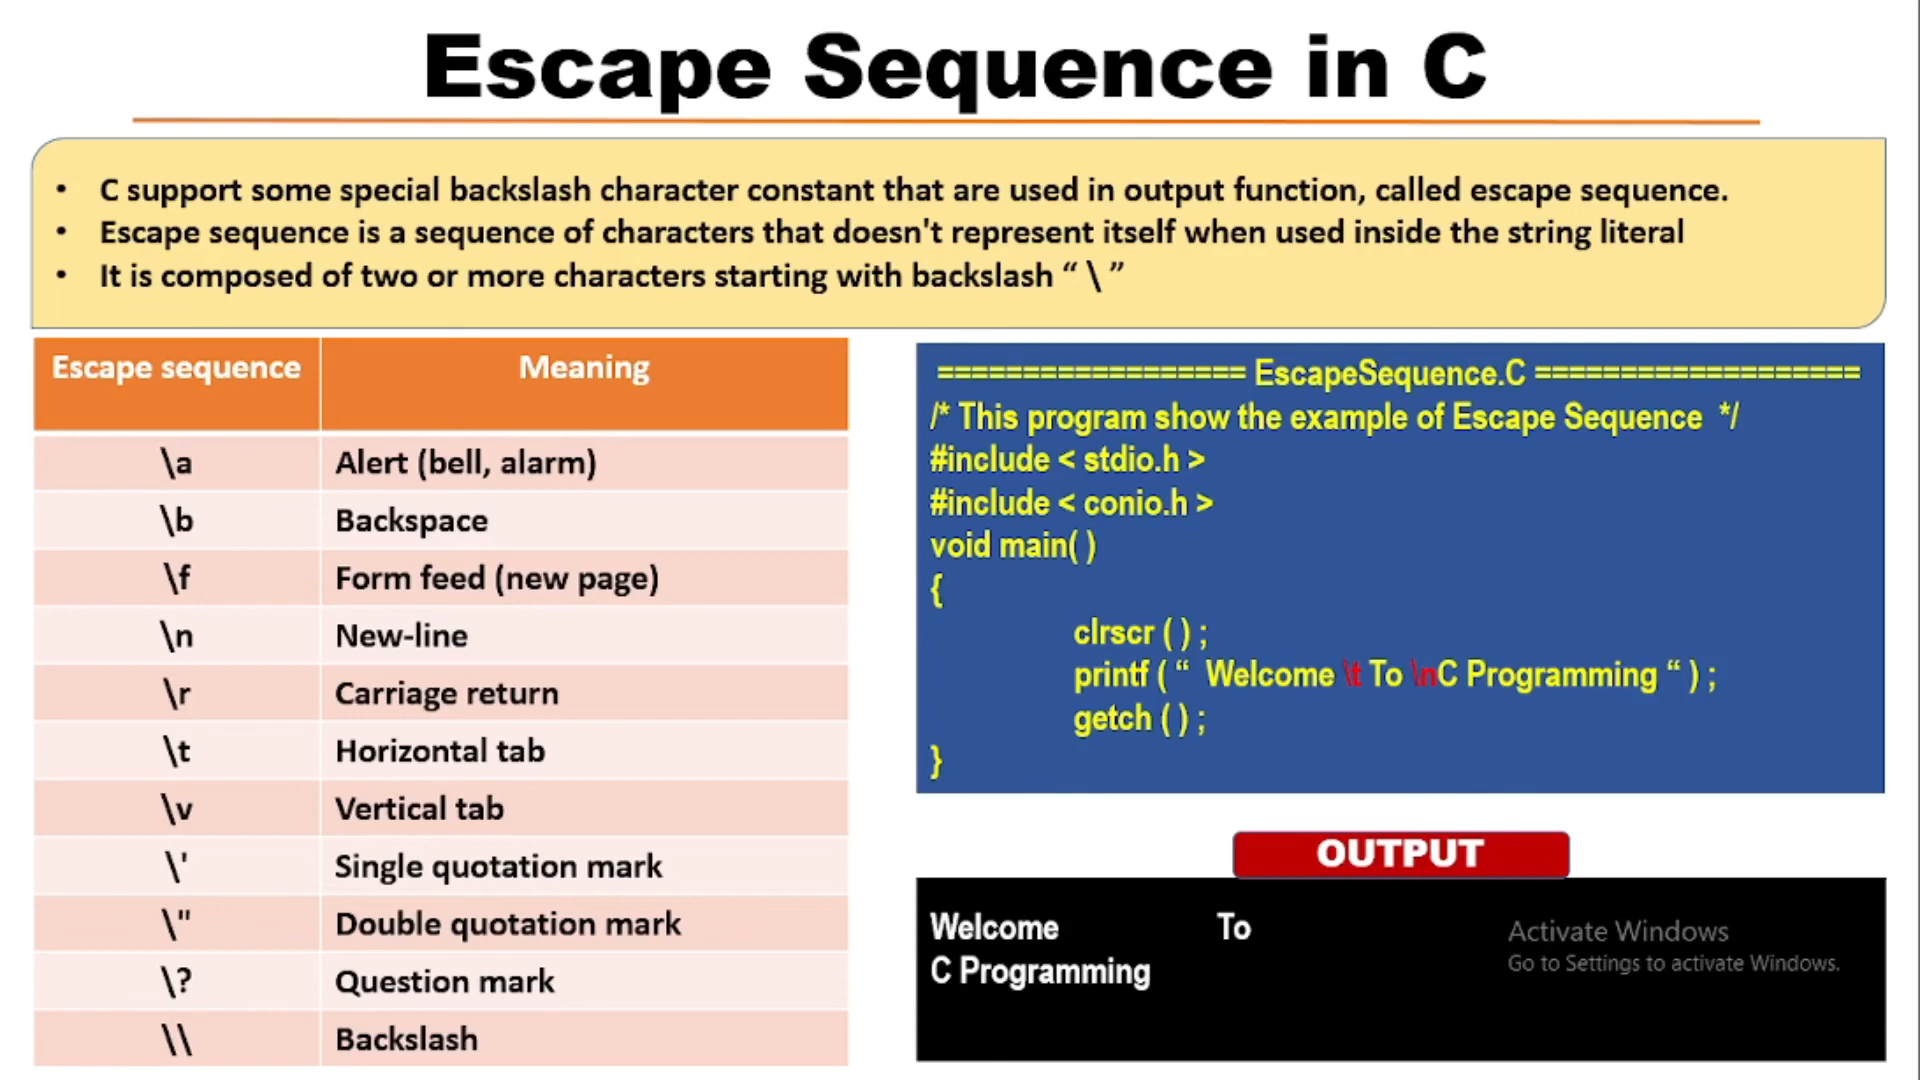 Escape Sequence in C
• C support some special backslash character constant that are used in output function, called escape sequence.
• Escape sequence is a sequence of characters that doesn't represent itself when used inside the string literal
• It is composed of two or more characters starting with backslash “ \ ”
Escape sequence Meaning
\a Alert (bell, alarm)
\b Backspace
\f Form feed (new page)
\n New-line
\r Carriage return
\t Horizontal tab
\v Vertical tab
\' Single quotation mark
\" Double quotation mark
\? Question mark
\\ Backslash
================== EscapeSequence.C ===================
/* This program show the example of Escape Sequence */
#include < stdio.h >
#include < conio.h >
void main( )
{
clrscr ( ) ;
printf ( “ Welcome \t To \nC Programming “ ) ;
getch ( ) ;
}
OUTPUT
Welcome To
C Programming
Activate Windows
Go to Settings to activate Windows.